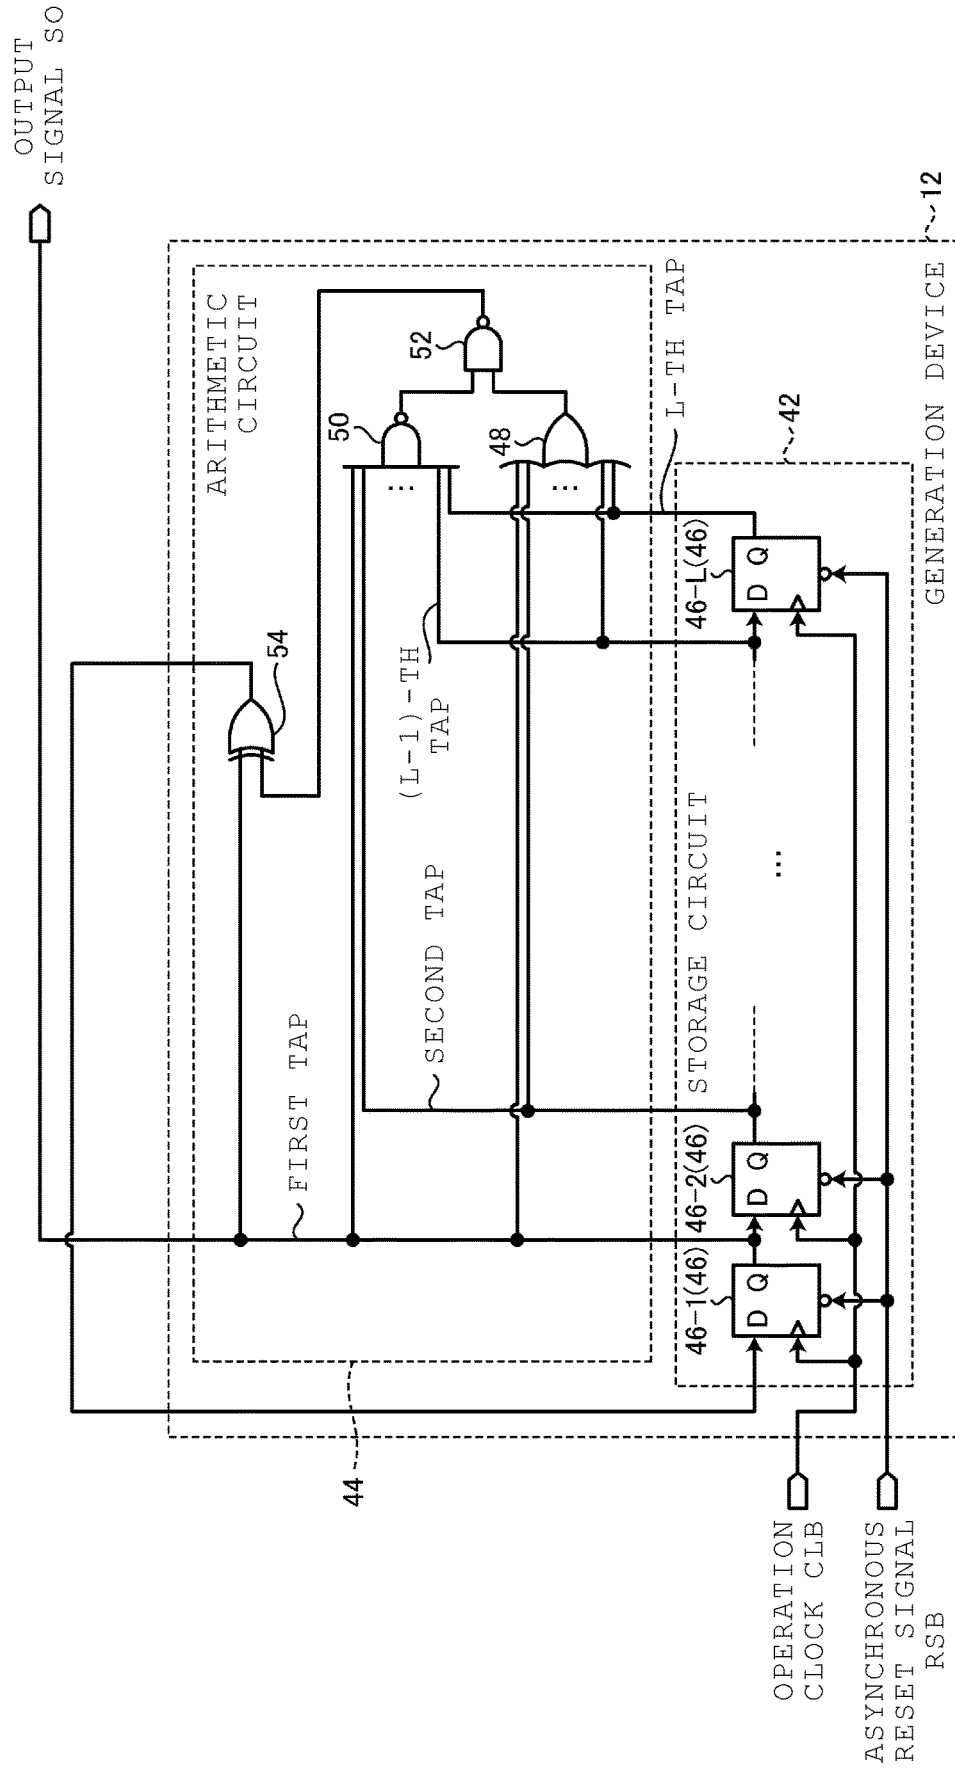 OUTPUT
SIGNAL SO
ARITHMETIC
CIRCUIT
54
50
52
48
FIRST TAP
SECOND TAP
(L-1)-TH
TAP
L-TH TAP
44
STORAGE CIRCUIT
42
46-1(46)
46-2(46)
46-L(46)
D Q
D Q
D Q
...
...
...
OPERATION
CLOCK CLB
ASYNCHRONOUS
RESET SIGNAL
RSB
GENERATION DEVICE
12